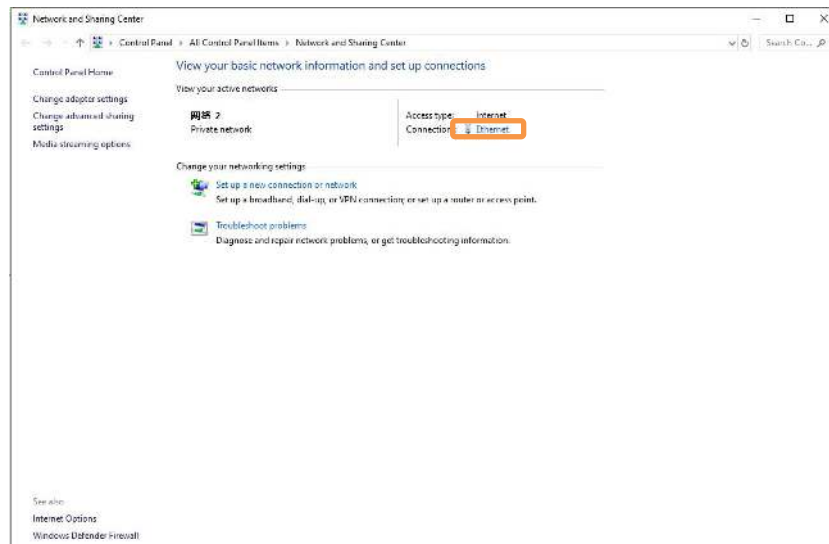 Network and Sharing Center
Control Panel › All Control Panel Items › Network and Sharing Center
Search Co...
Control Panel Home
Change adapter settings
Change advanced sharing
settings
Media streaming options
View your basic network information and set up connections
View your active networks
网络 2
Private network
Access type: Internet
Connection Ethernet
Change your networking settings
Set up a new connection or network
Set up a broadband, dial-up, or VPN connection; or set up a router or access point.
Troubleshoot problems
Diagnose and repair network problems, or get troubleshooting information.
See also
Internet Options
Windows Defender Firewall